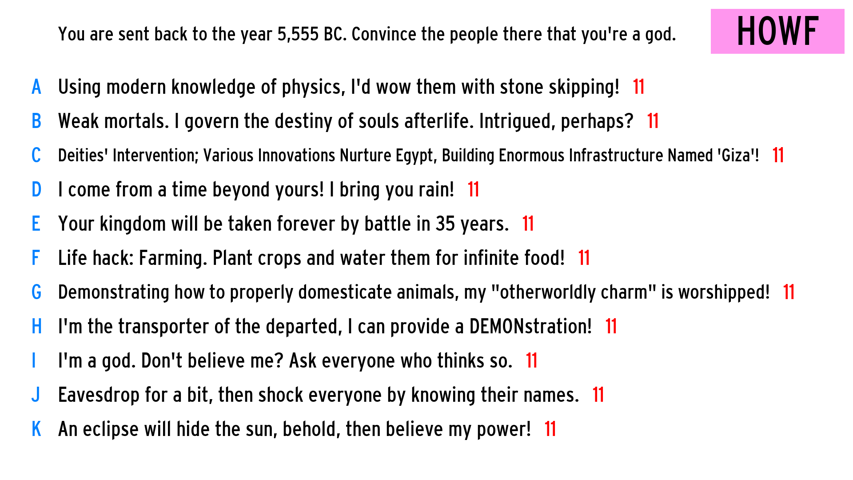 You are sent back to the year 5,555 BC. Convince the people there that you're a god. HOWF
A Using modern knowledge of physics, I'd wow them with stone skipping! 11
B Weak mortals. I govern the destiny of souls afterlife. Intrigued, perhaps? 11
C Deities' Intervention; Various Innovations Nurture Egypt, Building Enormous Infrastructure Named 'Giza'! 11
D I come from a time beyond yours! I bring you rain! 11
E Your kingdom will be taken forever by battle in 35 years. 11
F Life hack: Farming. Plant crops and water them for infinite food! 11
G Demonstrating how to properly domesticate animals, my "otherworldly charm" is worshipped! 11
H I'm the transporter of the departed, I can provide a DEMONstration! 11
I I'm a god. Don't believe me? Ask everyone who thinks so. 11
J Eavesdrop for a bit, then shock everyone by knowing their names. 11
K An eclipse will hide the sun, behold, then believe my power! 11